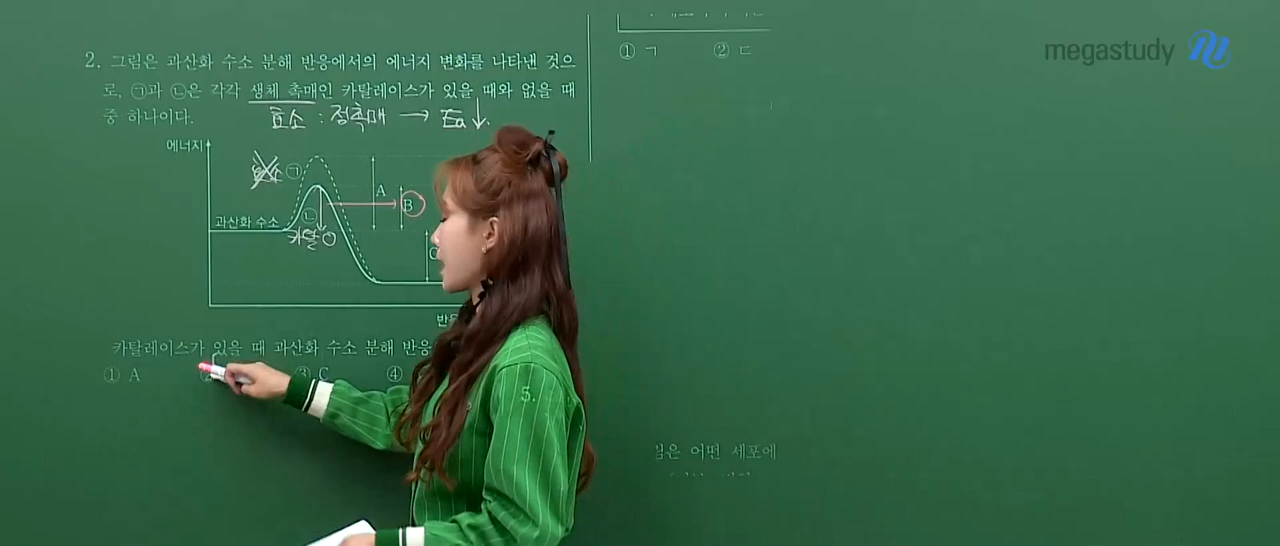 2. 그림은 과산화 수소 분해 반응에서의 에너지 변화를 나타낸 것으
로, ㉠과 ㉡은 각각 생체 촉매인 카탈레이스가 있을 때와 없을 때
중 하나이다.
효소 : 정촉매 → Ea↓.
에너지
㉠
A
B
㉡
과산화 수소
카탈 O
C
반응
카탈레이스가 있을 때 과산화 수소 분해 반응
① A
③ C
④
① ㄱ
② ㄷ
megastudy
5.
은 어떤 세포에